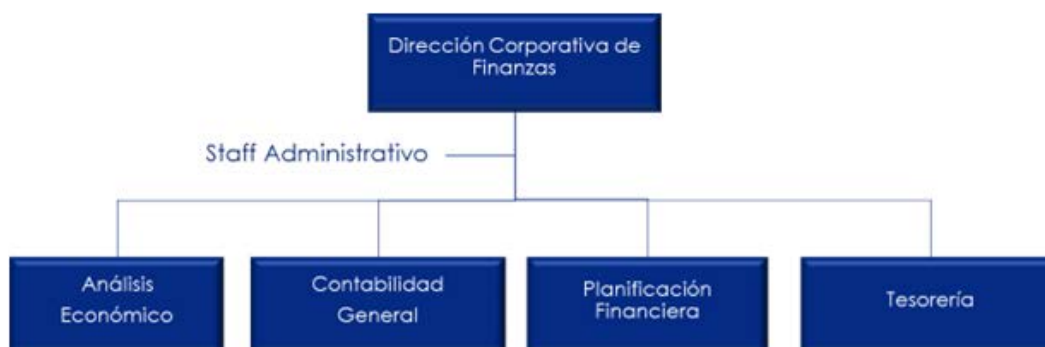 Dirección Corporativa de
Finanzas
Staff Administrativo
Análisis
Económico
Contabilidad
General
Planificación
Financiera
Tesorería